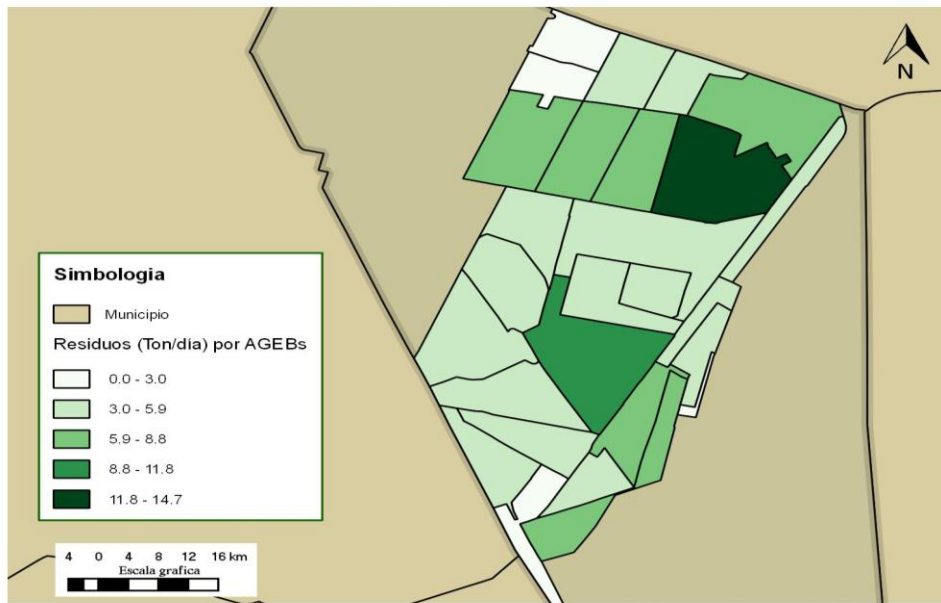 N
Simbologia
Municipio
Residuos (Ton/día) por AGEBs
0.0 - 3.0
3.0 - 5.9
5.9 - 8.8
8.8 - 11.8
11.8 - 14.7
4 0 4 8 12 16 km
Escala grafica